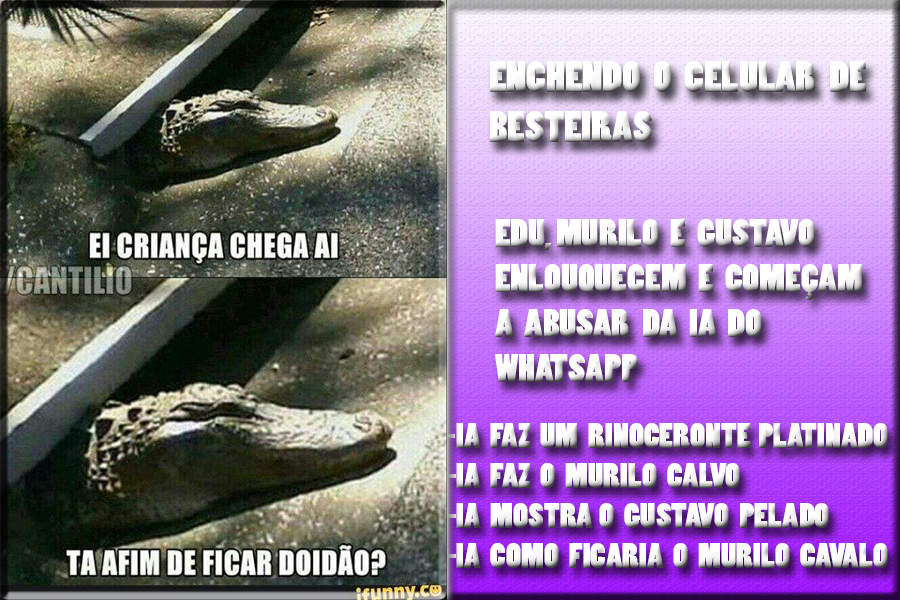 EI CRIANÇA CHEGA AI
/CANTILIO
TA AFIM DE FICAR DOIDÃO?
ifunny.co
ENCHENDO O CELULAR DE
BESTEIRAS
EDU, MURILO E GUSTAVO
ENLOUQUECEM E COMEÇAM
A ABUSAR DA IA DO
WHATSAPP
-IA FAZ UM RINOCERONTE PLATINADO
-IA FAZ O MURILO CALVO
-IA MOSTRA O GUSTAVO PELADO
-IA COMO FICARIA O MURILO CAVALO